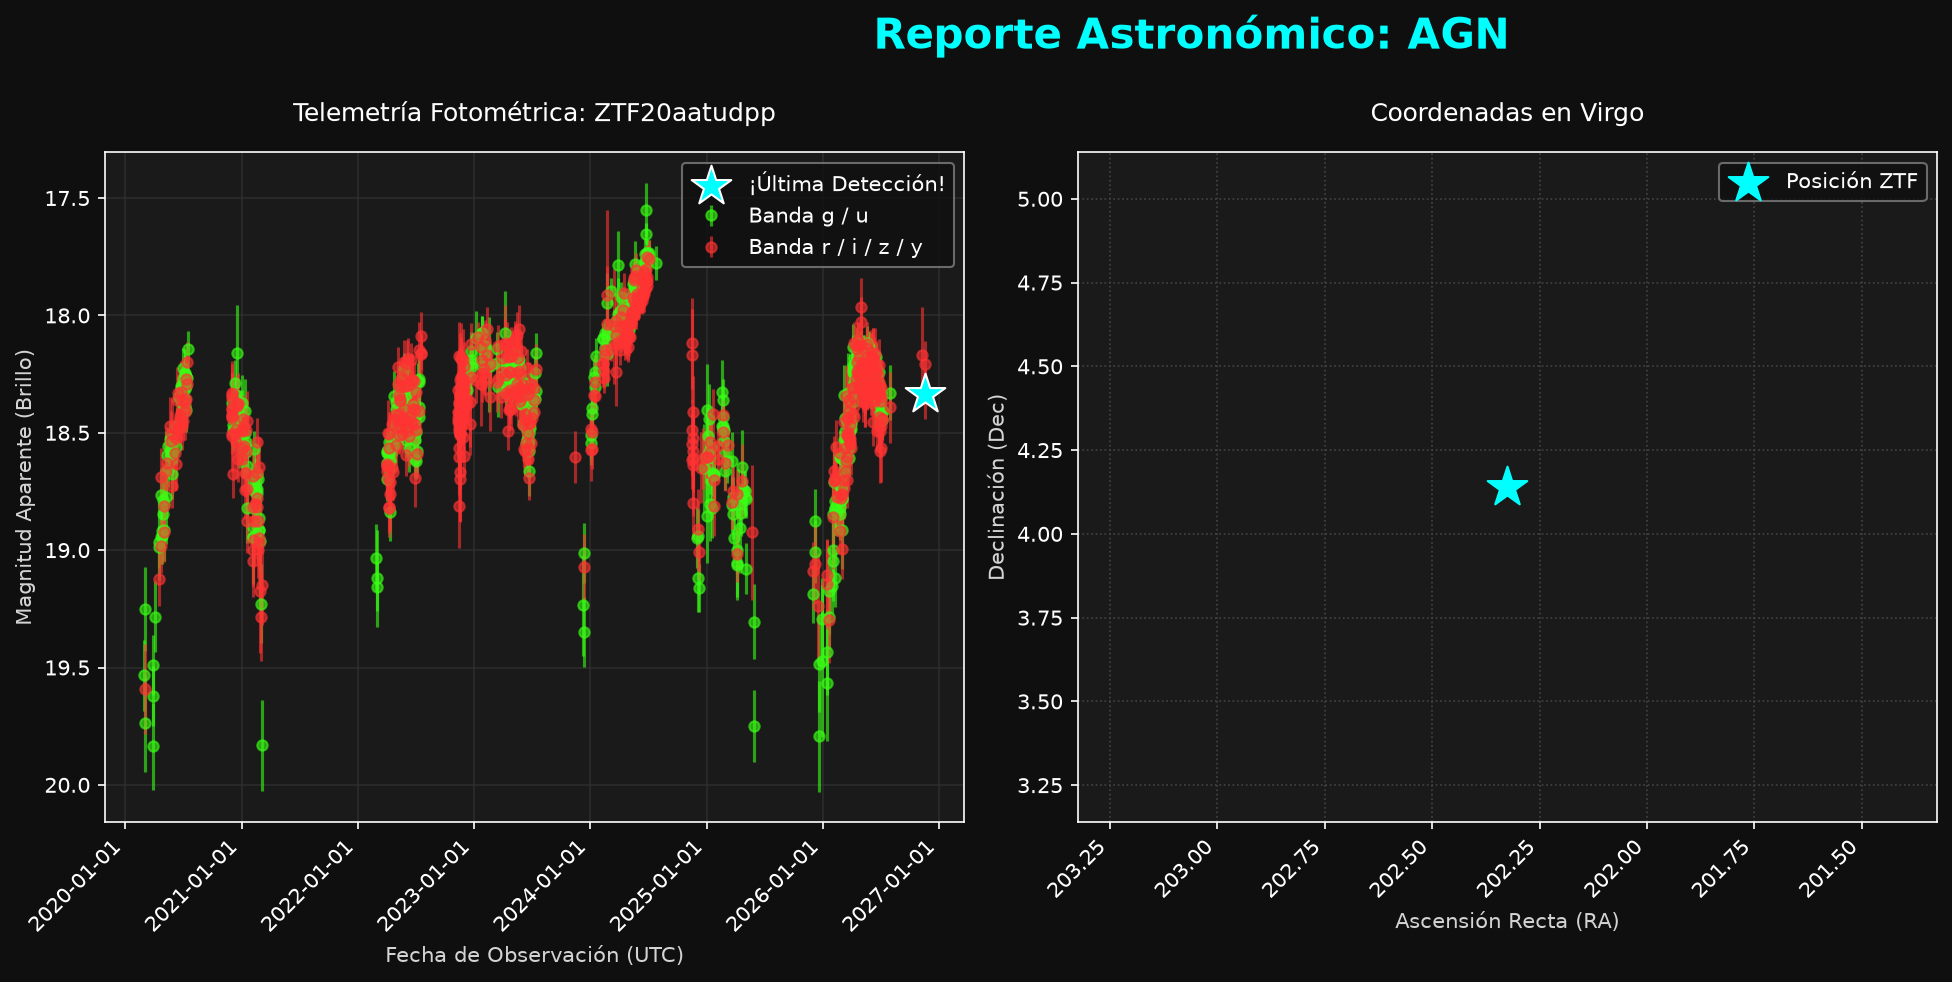 Reporte Astronómico: AGN
Telemetría Fotométrica: ZTF20aatudpp
¡Última Detección!
Banda g / u
Banda r / i / z / y
Magnitud Aparente (Brillo)
17.5
18.0
18.5
19.0
19.5
20.0
2020-01-01
2021-01-01
2022-01-01
2023-01-01
2024-01-01
2025-01-01
2026-01-01
2027-01-01
Fecha de Observación (UTC)
Coordenadas en Virgo
Posición ZTF
Declinación (Dec)
5.00
4.75
4.50
4.25
4.00
3.75
3.50
3.25
203.25
203.00
202.75
202.50
202.25
202.00
201.75
201.50
Ascensión Recta (RA)